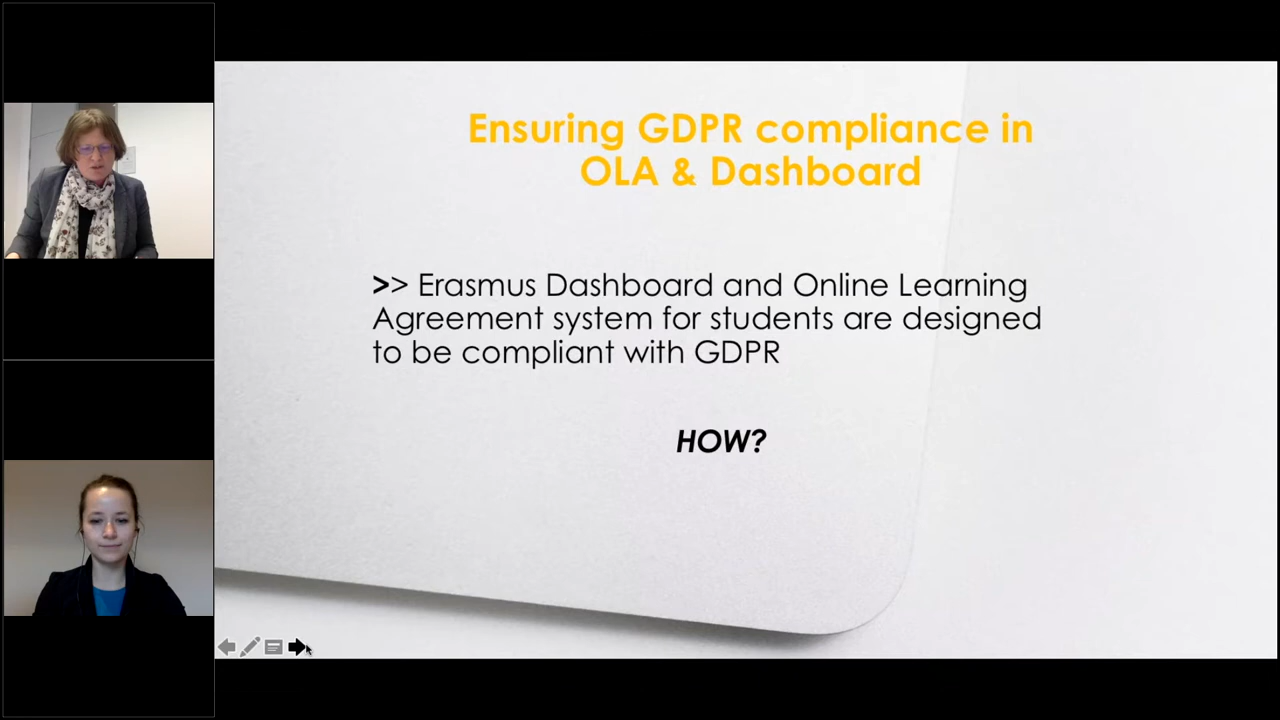 Ensuring GDPR compliance in
OLA & Dashboard
>> Erasmus Dashboard and Online Learning
Agreement system for students are designed
to be compliant with GDPR
HOW?